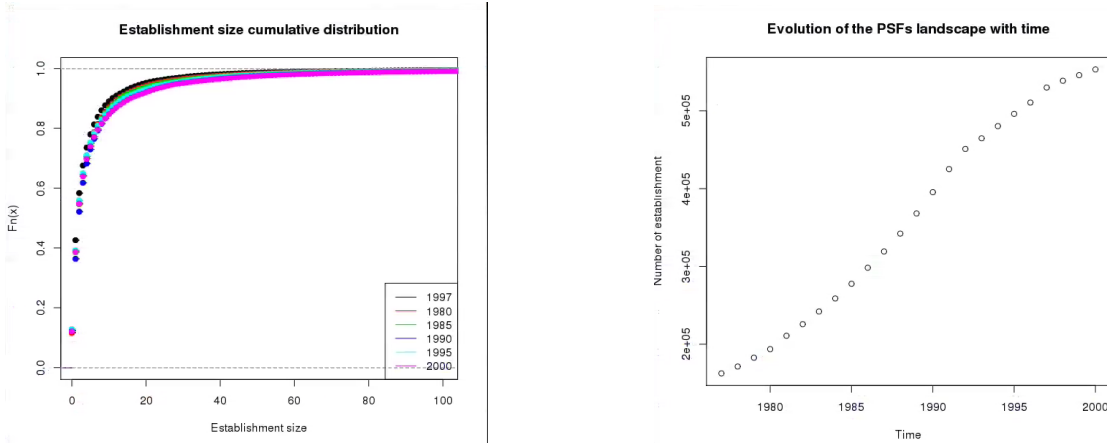 Establishment size cumulative distribution
Fn(x)
1.0
0.8
0.6
0.4
0.2
0.0
1997
1980
1985
1990
1995
2000
0 20 40 60 80 100
Establishment size
Evolution of the PSFs landscape with time
Number of establishment
5e+05
4e+05
3e+05
2e+05
1980 1985 1990 1995 2000
Time